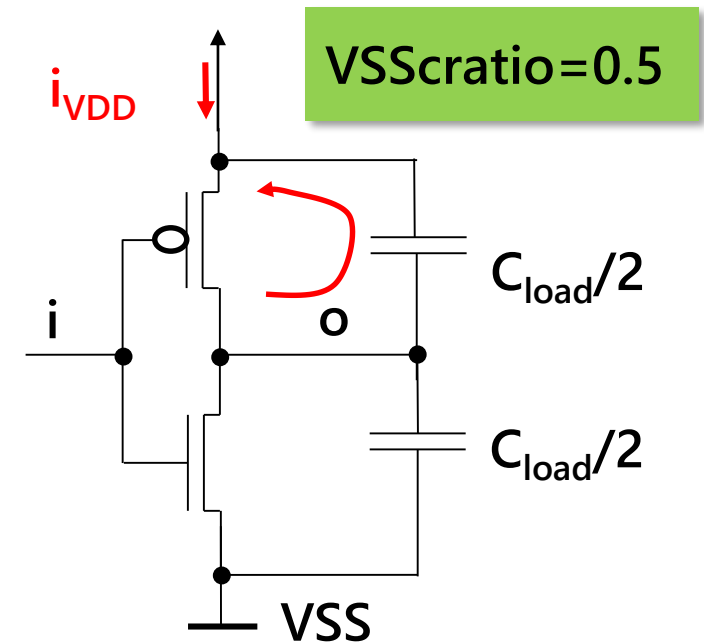 VSScratio=0.5
iVDD
Cload/2
i
o
Cload/2
VSS